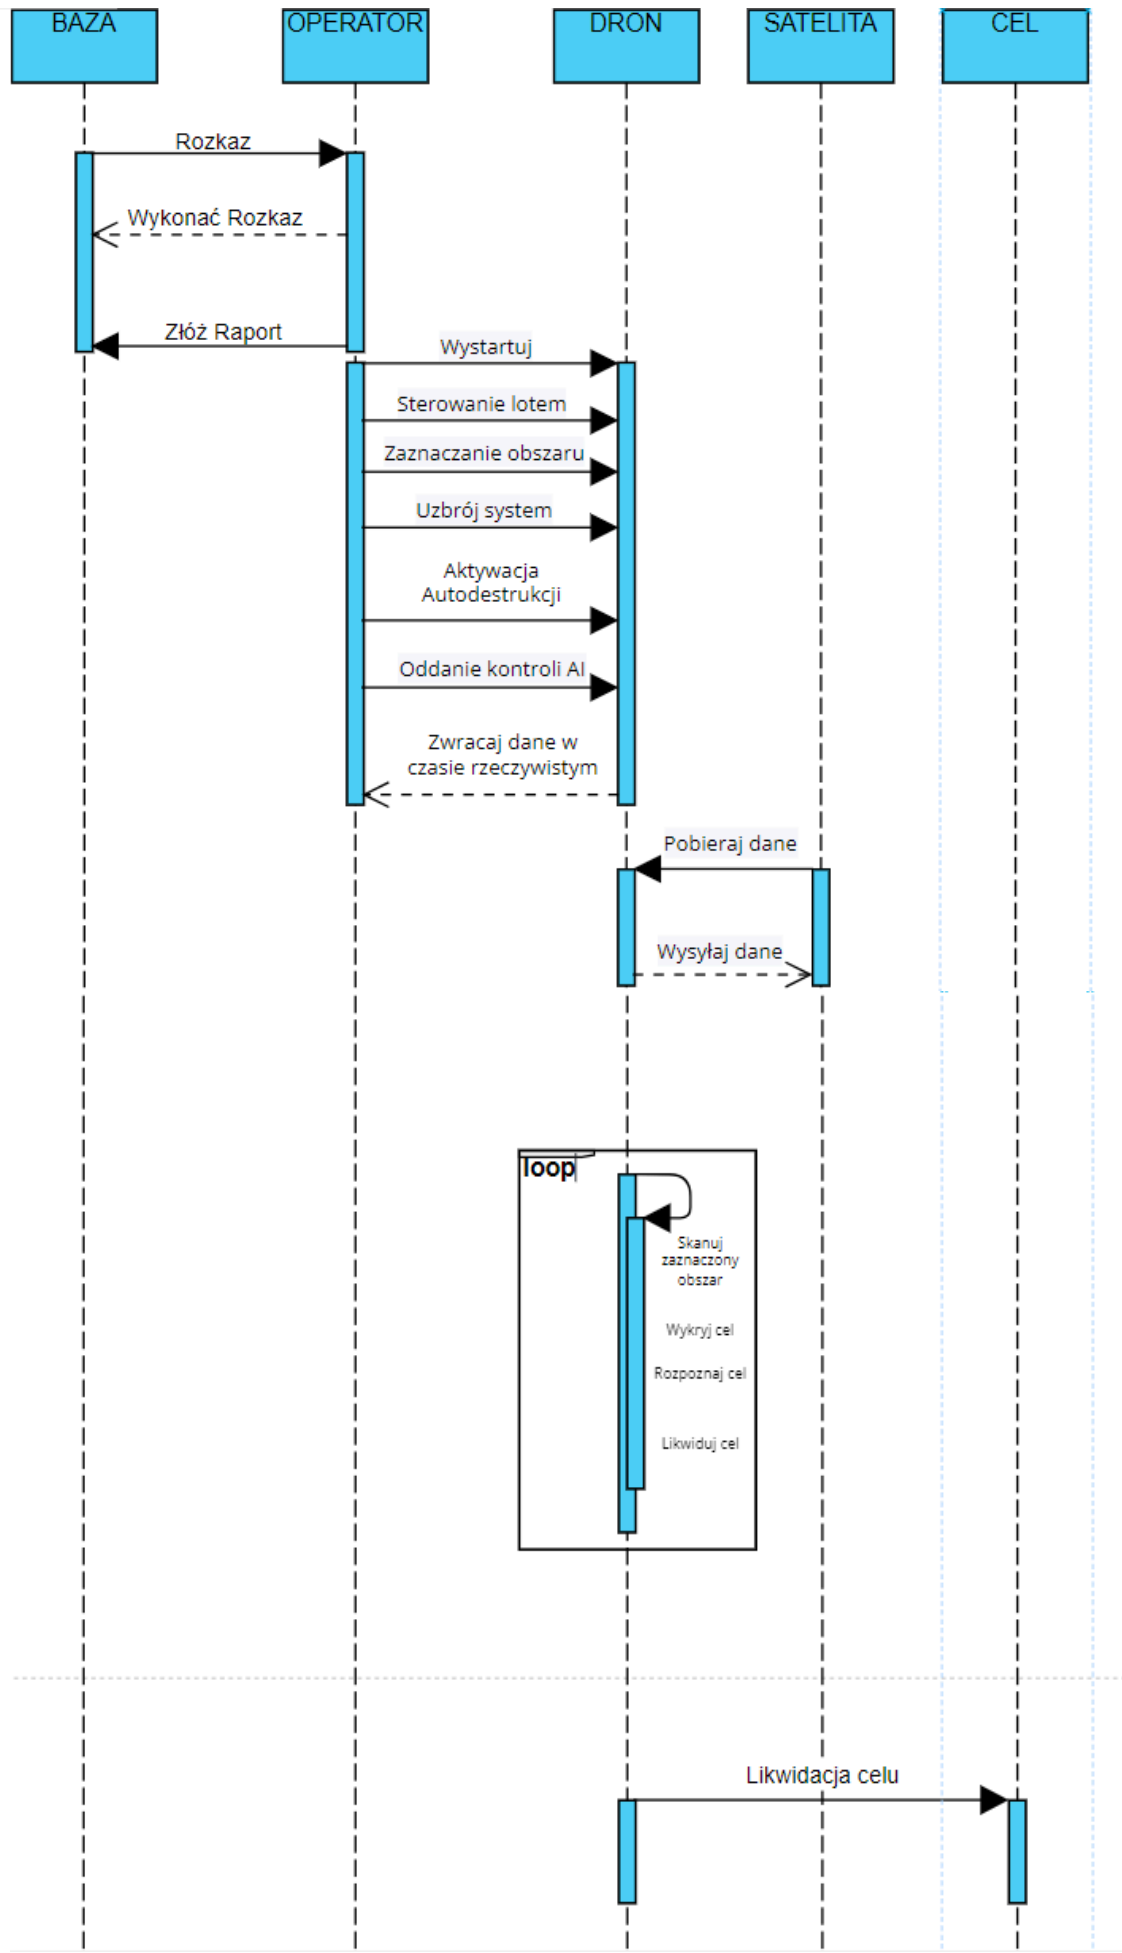 BAZA
OPERATOR
DRON
SATELITA
CEL
Rozkaz
Wykonać Rozkaz
Złóż Raport
Wystartuj
Sterowanie lotem
Zaznaczanie obszaru
Uzbrój system
Aktywacja
Autodestrukcji
Oddanie kontroli AI
Zwracaj dane w
czasie rzeczywistym
Pobieraj dane
Wysyłaj dane
loop
Skanuj
zaznaczony
obszar
Wykryj cel
Rozpoznaj cel
Likwiduj cel
Likwidacja celu